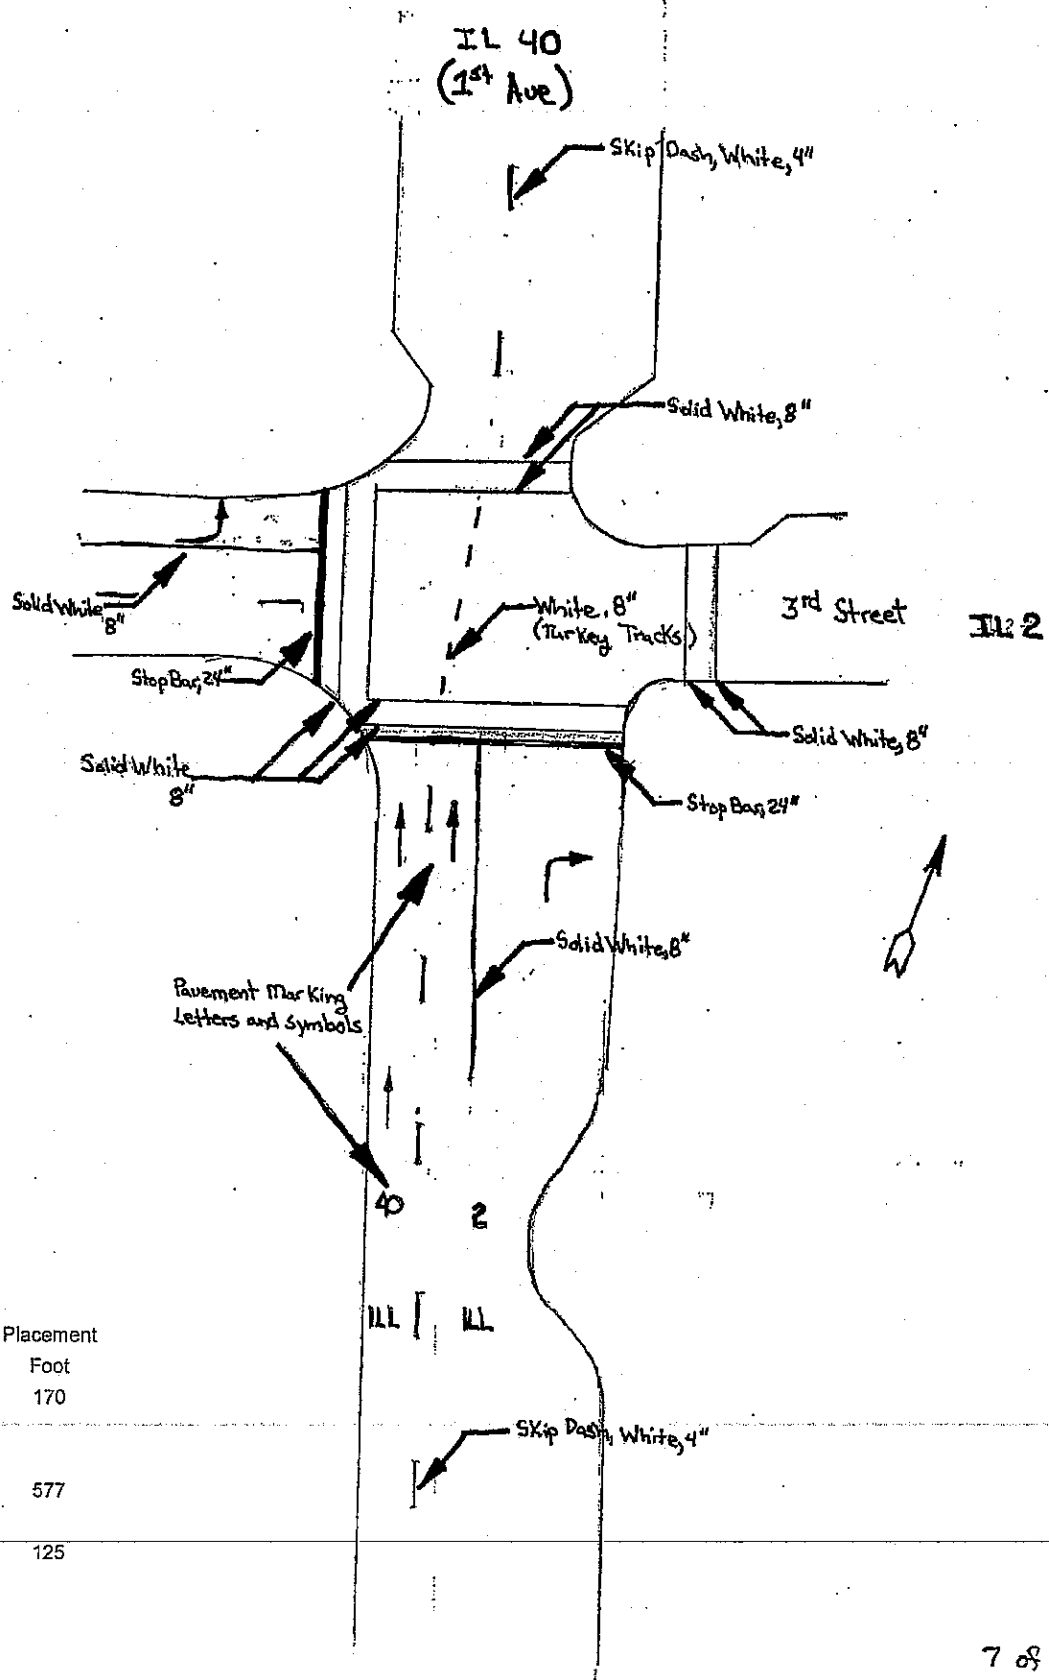 IL 40
(1st Ave)
Skip Dash, White, 4"
Solid White, 8"
Solid White
8"
White, 8"
(Turkey Tracks)
3rd Street
IL 2
Stop Bar, 24"
Solid White, 8"
Solid White
8"
Stop Bar, 24"
Solid White, 8"
Pavement Marking
Letters and symbols
40 2
ILL ILL
Placement
Foot
170
Skip Dash, White, 4"
577
125
7 of